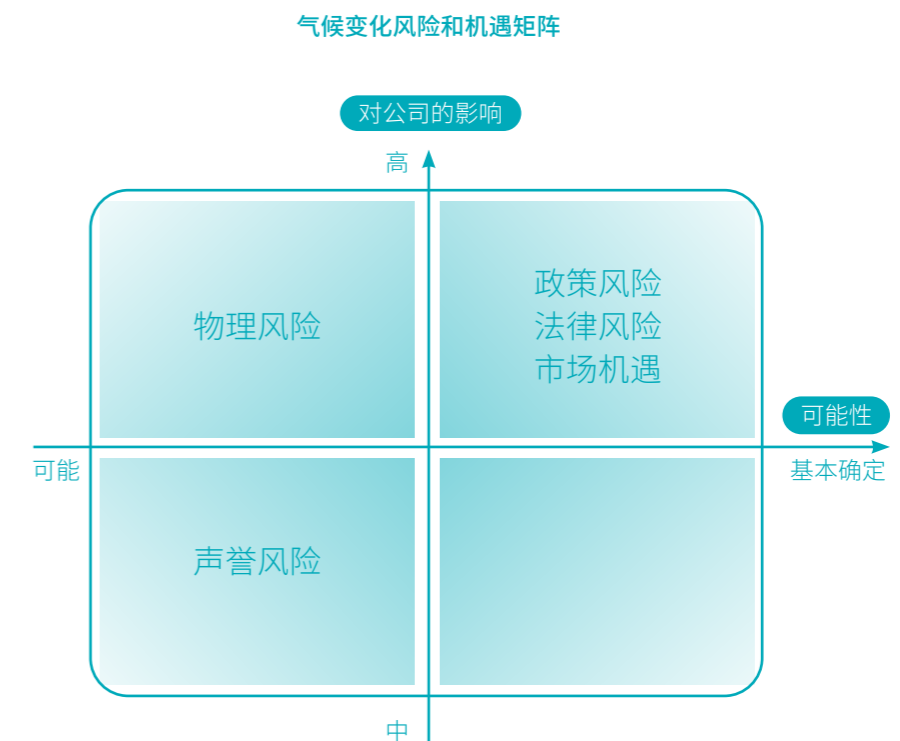 气候变化风险和机遇矩阵
对公司的影响
高
物理风险
政策风险
法律风险
市场机遇
可能性
可能
基本确定
声誉风险
中